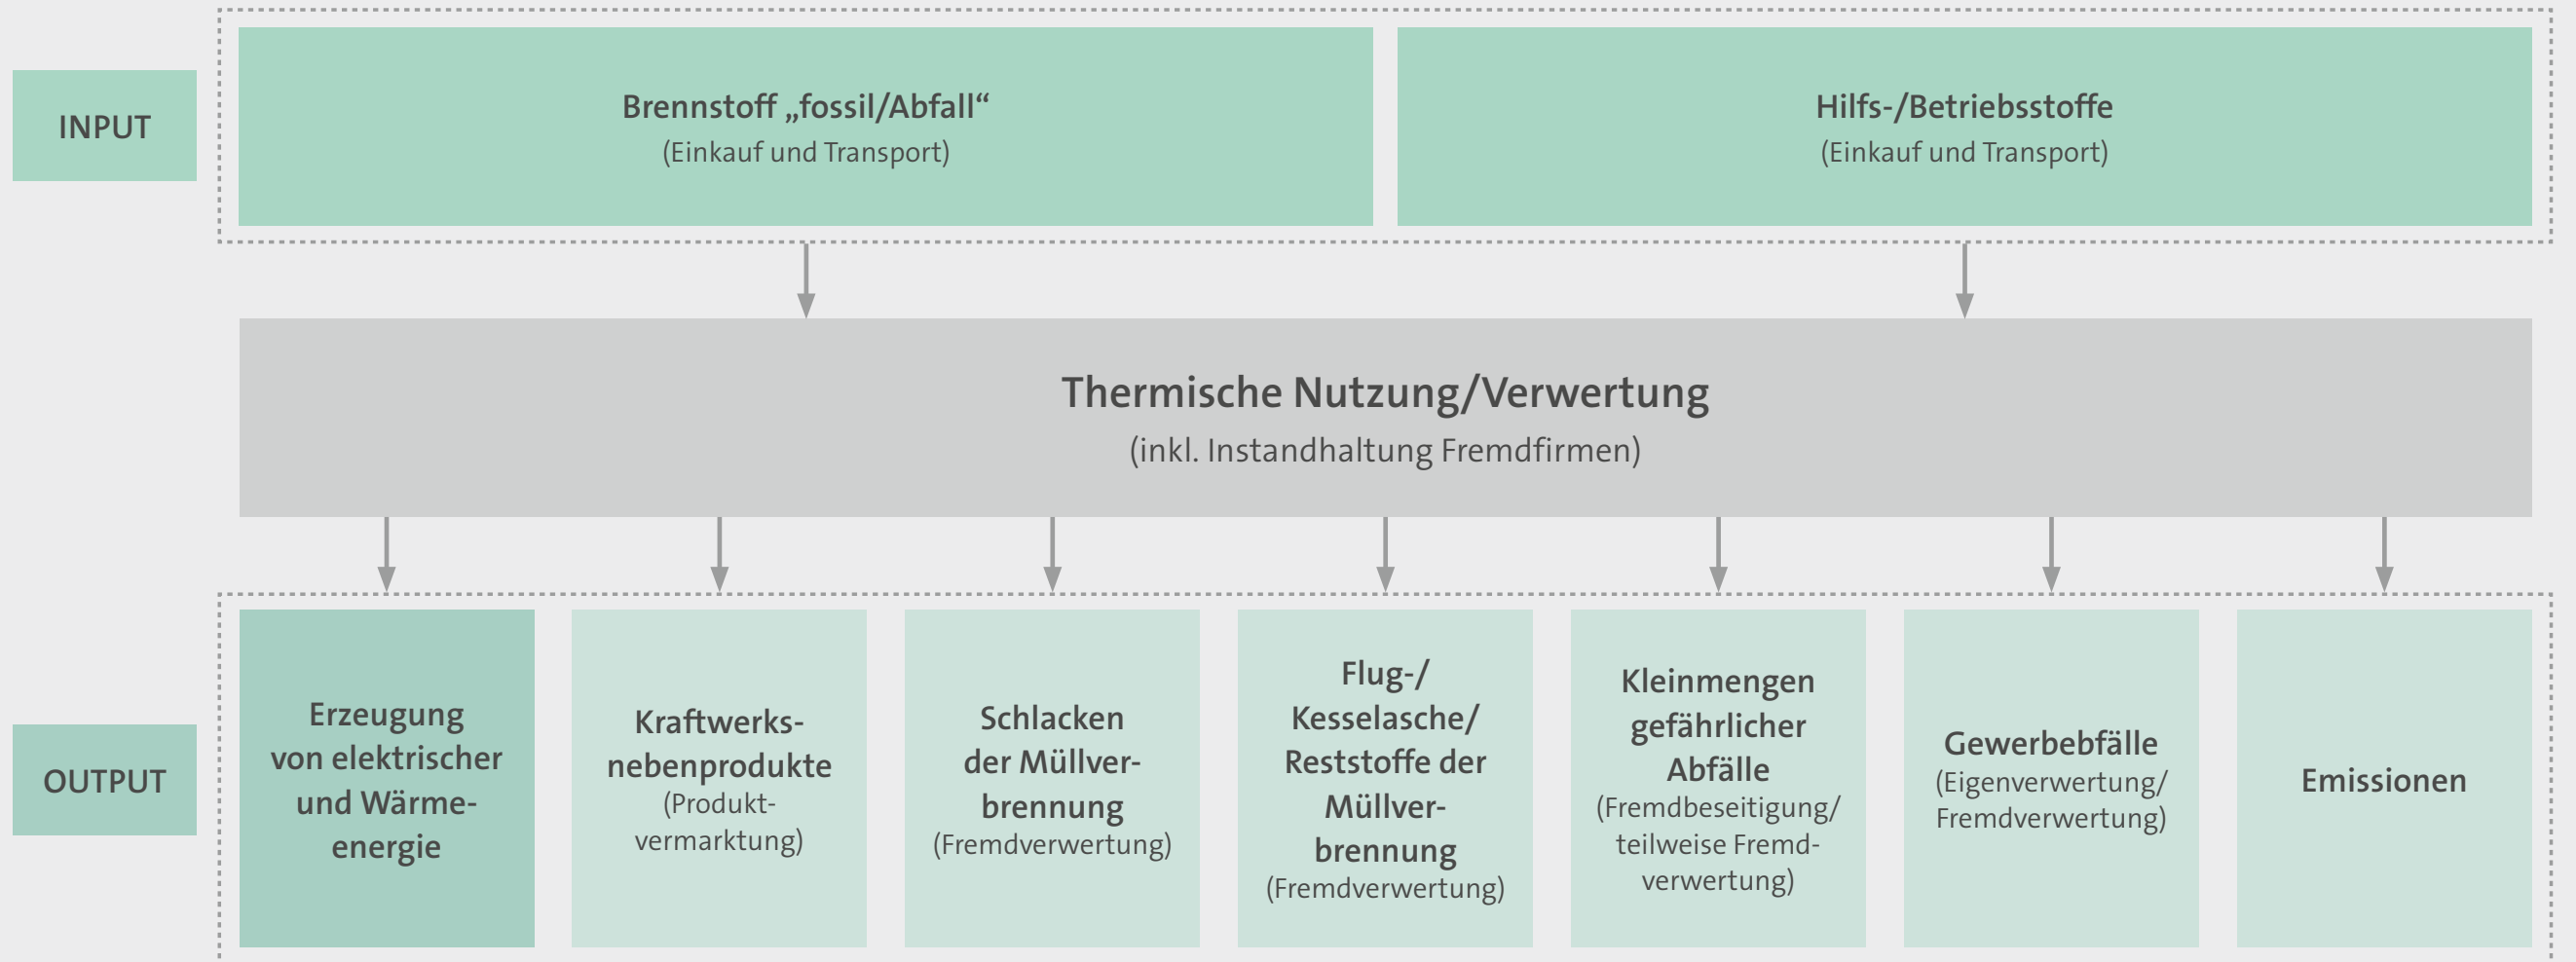 INPUT
Brennstoff „fossil/Abfall“
(Einkauf und Transport)
Hilfs-/Betriebsstoffe
(Einkauf und Transport)
Thermische Nutzung/Verwertung
(inkl. Instandhaltung Fremdfirmen)
OUTPUT
Erzeugung
von elektrischer
und Wärme-
energie
Kraftwerks-
nebenprodukte
(Produkt-
vermarktung)
Schlacken
der Müllver-
brennung
(Fremdverwertung)
Flug-/
Kesselasche/
Reststoffe der
Müllver-
brennung
(Fremdverwertung)
Kleinmengen
gefährlicher
Abfälle
(Fremdbeseitigung/
teilweise Fremd-
verwertung)
Gewerbebfälle
(Eigenverwertung/
Fremdverwertung)
Emissionen